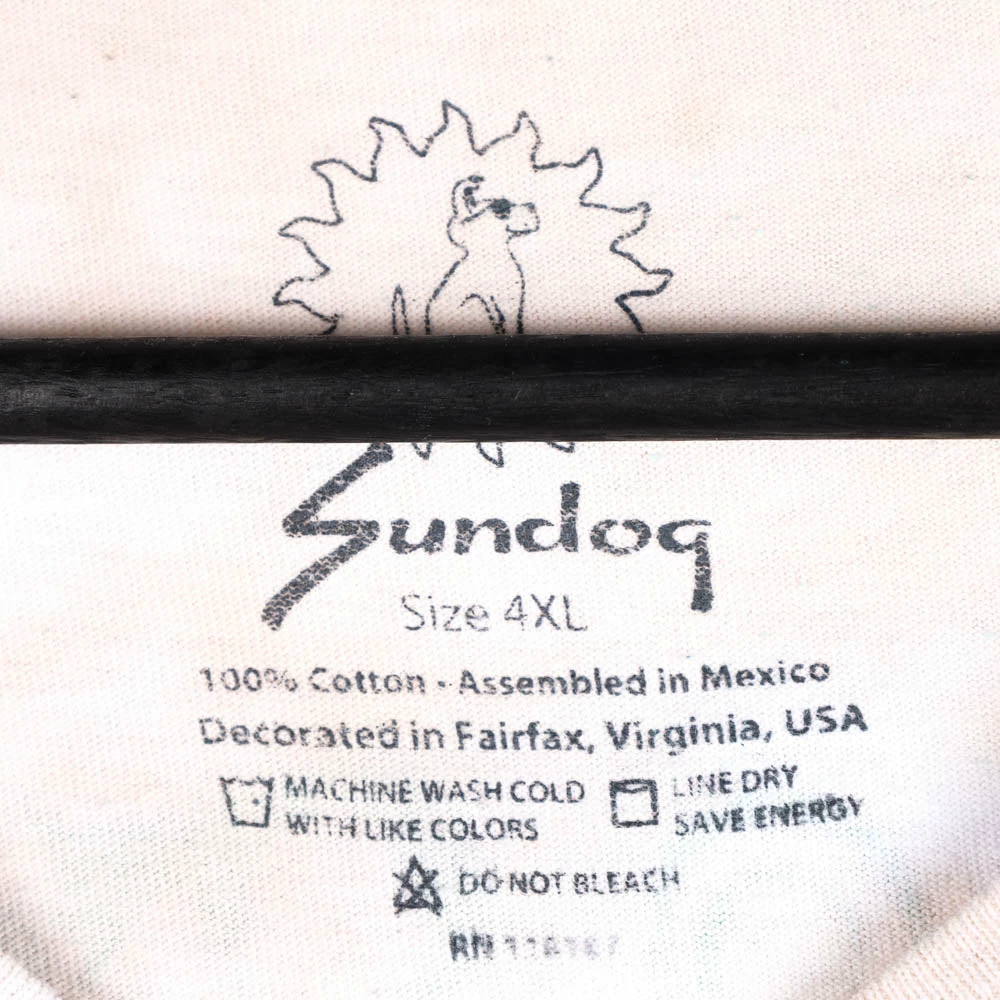 Sundog
Size 4XL
100% Cotton - Assembled in Mexico
Decorated in Fairfax, Virginia, USA
MACHINE WASH COLD
WITH LIKE COLORS
LINE DRY
SAVE ENERGY
DO NOT BLEACH
RN